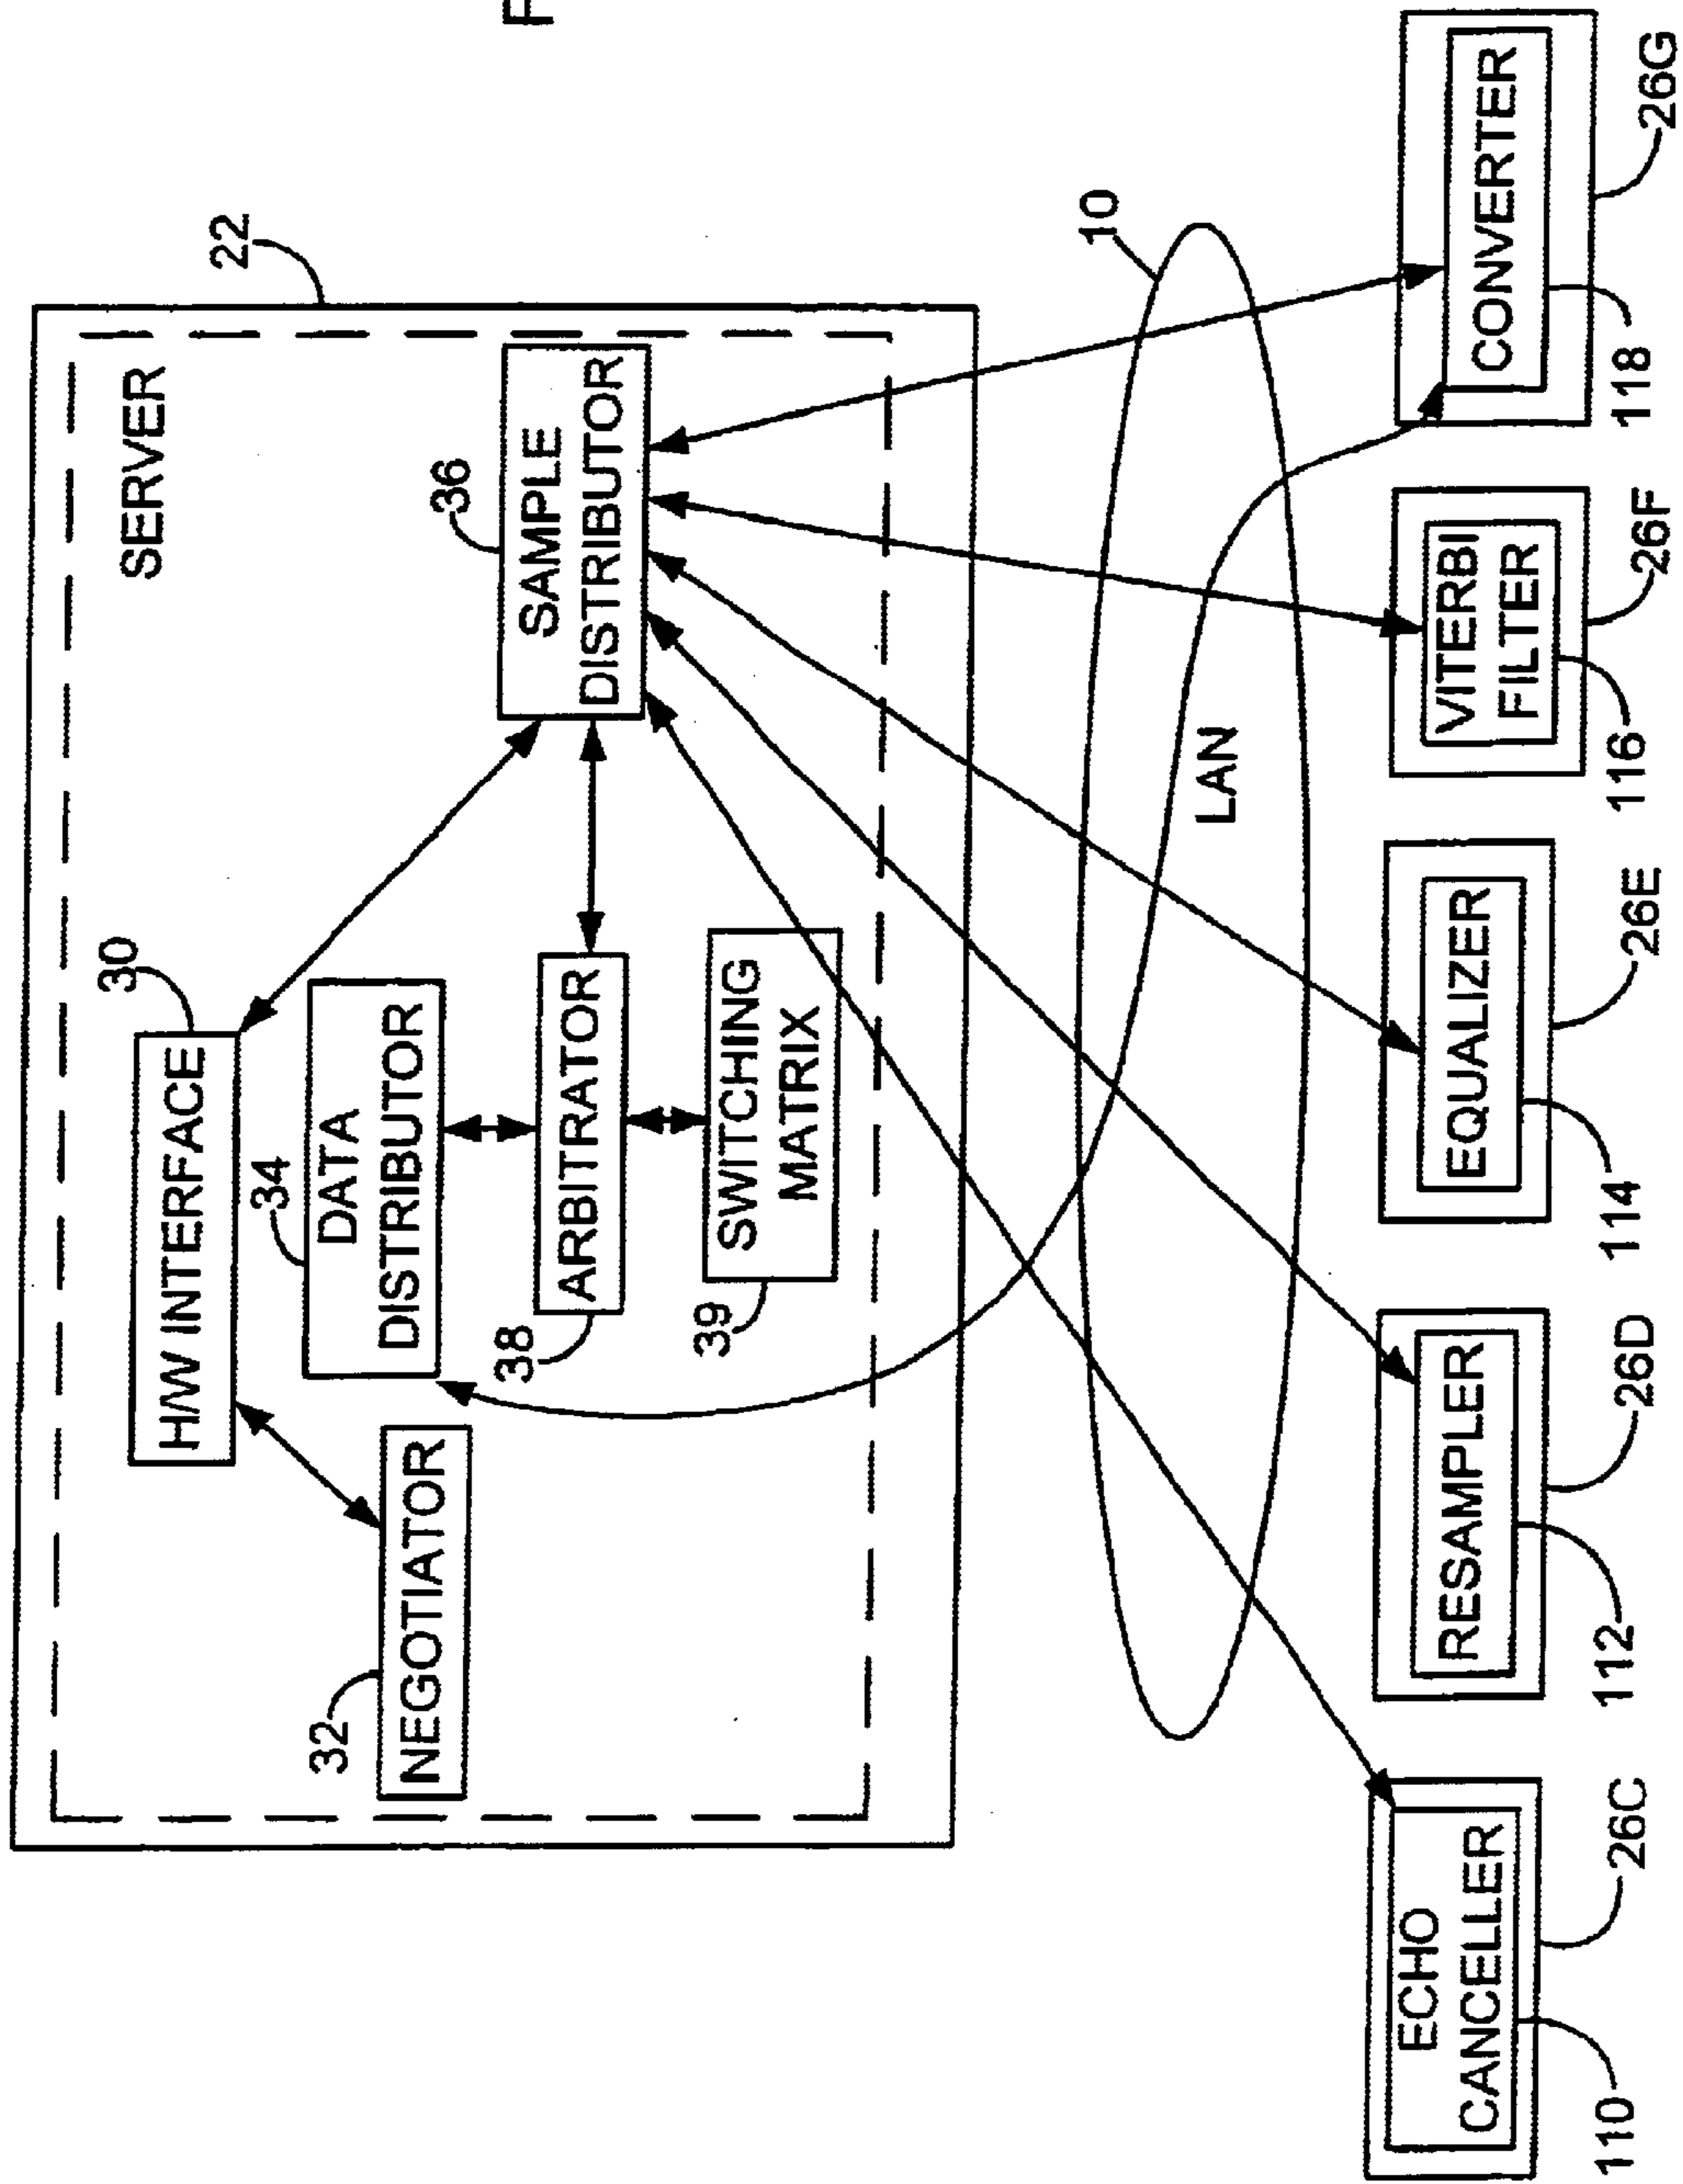 F
22
SERVER
30
H/W INTERFACE
32
NEGOTIATOR
34
DATA
DISTRIBUTOR
36
SAMPLE
DISTRIBUTOR
38
ARBITRATOR
39
SWITCHING
MATRIX
10
LAN
ECHO
CANCELLER
110
26C
RESAMPLER
112
26D
EQUALIZER
114
26E
VITERBI
FILTER
116
26F
CONVERTER
118
26G